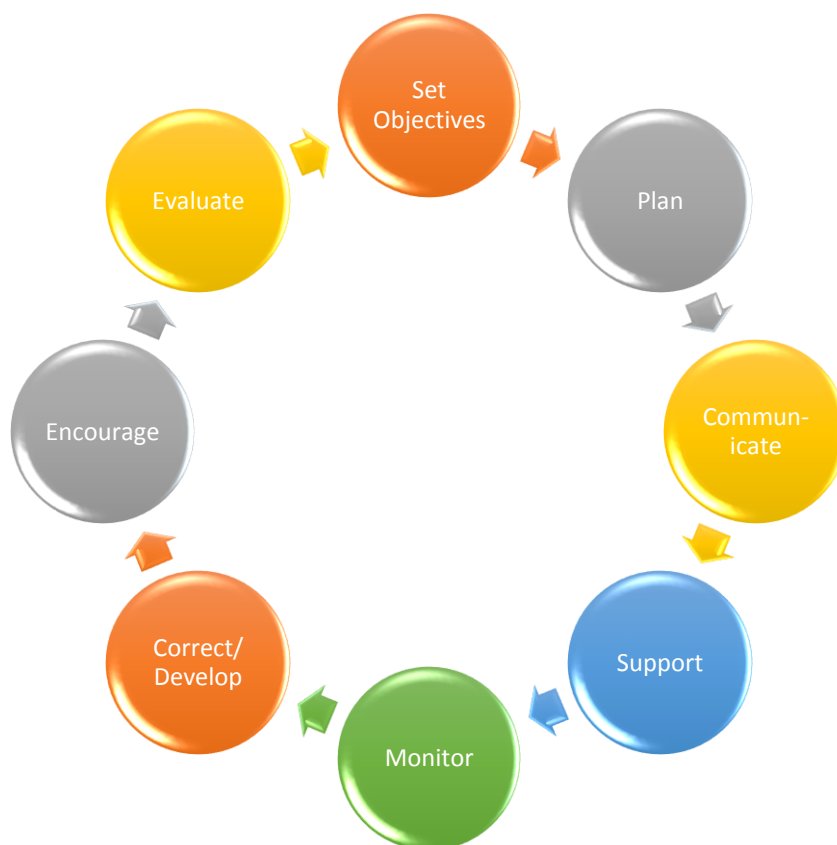 Set
Objectives
Plan
Commun-
icate
Support
Monitor
Correct/
Develop
Encourage
Evaluate